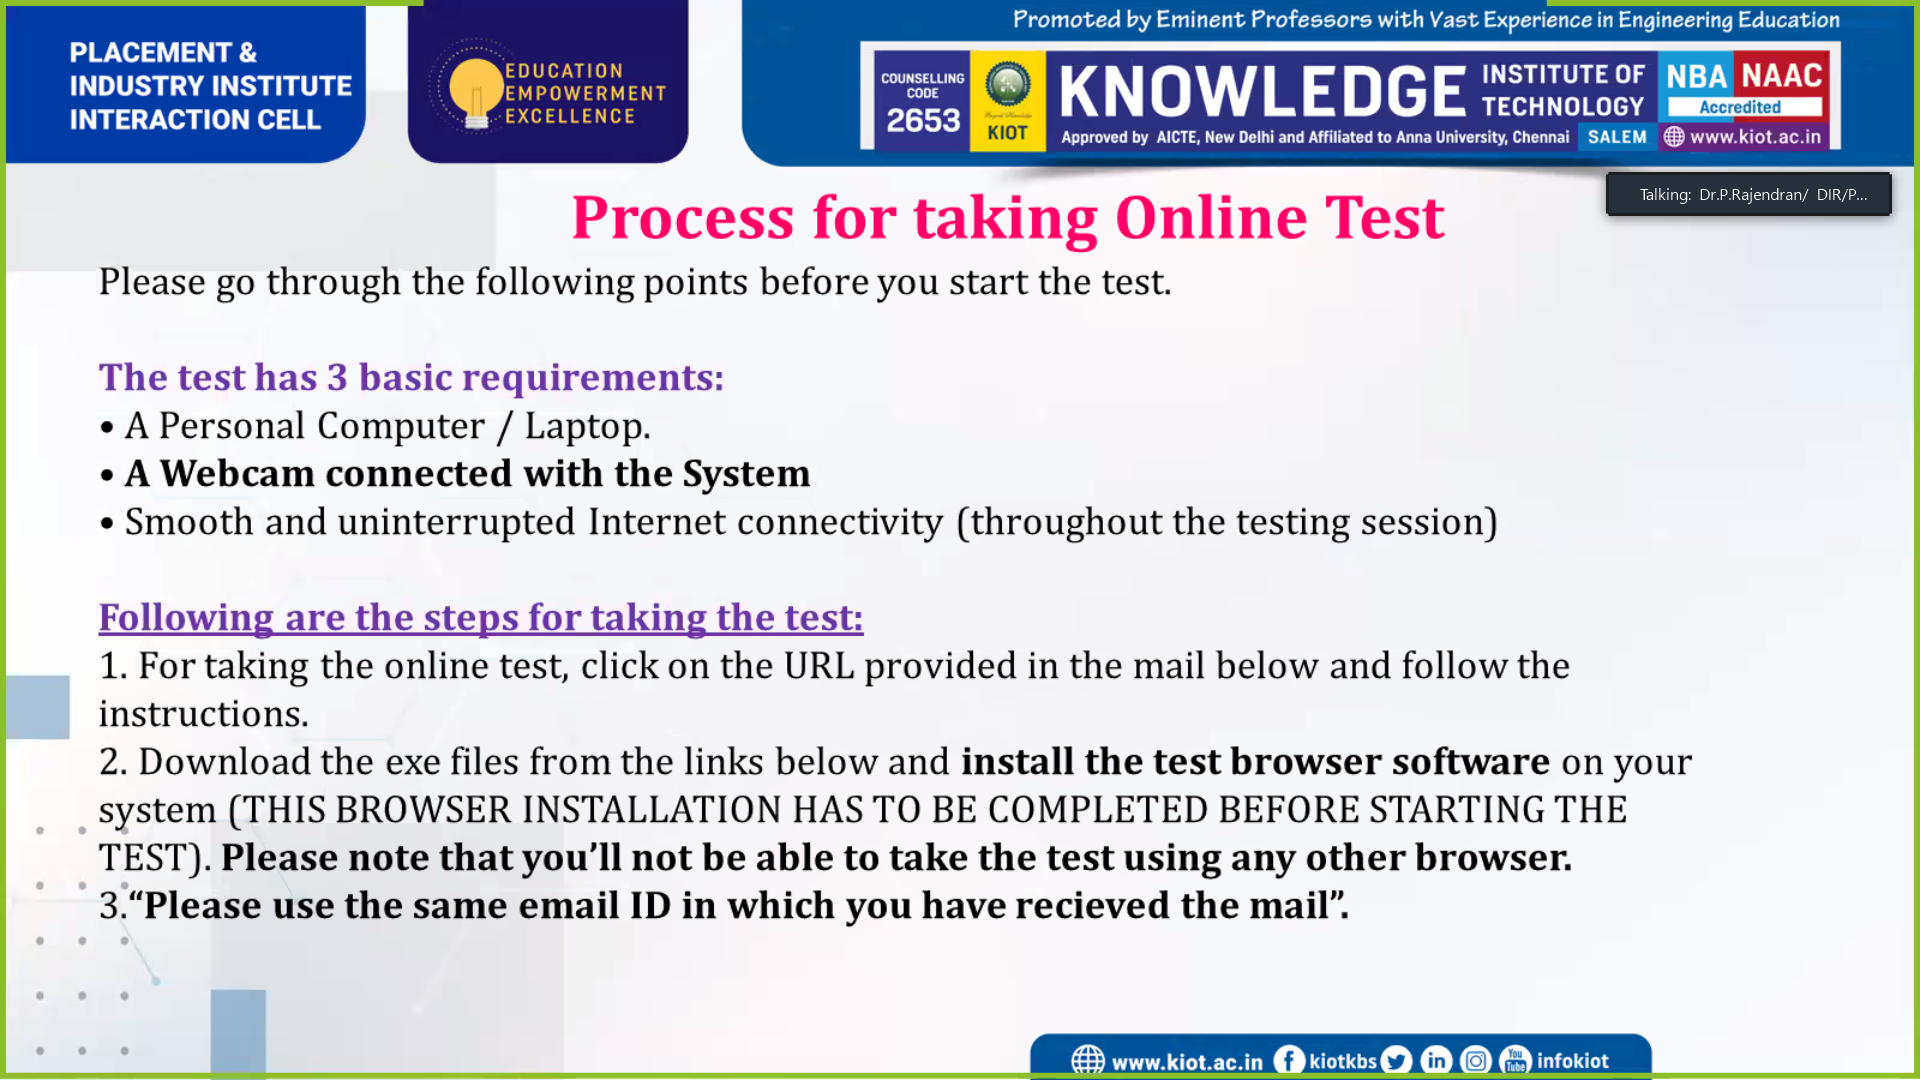 Promoted by Eminent Professors with Vast Experience in Engineering Education
PLACEMENT &
INDUSTRY INSTITUTE
INTERACTION CELL
EDUCATION
EMPOWERMENT
EXCELLENCE
COUNSELLING
CODE
2653
KIOT
KNOWLEDGE
INSTITUTE OF
TECHNOLOGY
Approved by AICTE, New Delhi and Affiliated to Anna University, Chennai
SALEM
NBA NAAC
Accredited
www.kiot.ac.in
Talking: Dr.P.Rajendran/ DIR/P...
Process for taking Online Test
Please go through the following points before you start the test.
The test has 3 basic requirements:
• A Personal Computer / Laptop.
• A Webcam connected with the System
• Smooth and uninterrupted Internet connectivity (throughout the testing session)
Following are the steps for taking the test:
1. For taking the online test, click on the URL provided in the mail below and follow the
instructions.
2. Download the exe files from the links below and install the test browser software on your
system (THIS BROWSER INSTALLATION HAS TO BE COMPLETED BEFORE STARTING THE
TEST). Please note that you’ll not be able to take the test using any other browser.
3.“Please use the same email ID in which you have recieved the mail”.
www.kiot.ac.in kiotkbs infokiot